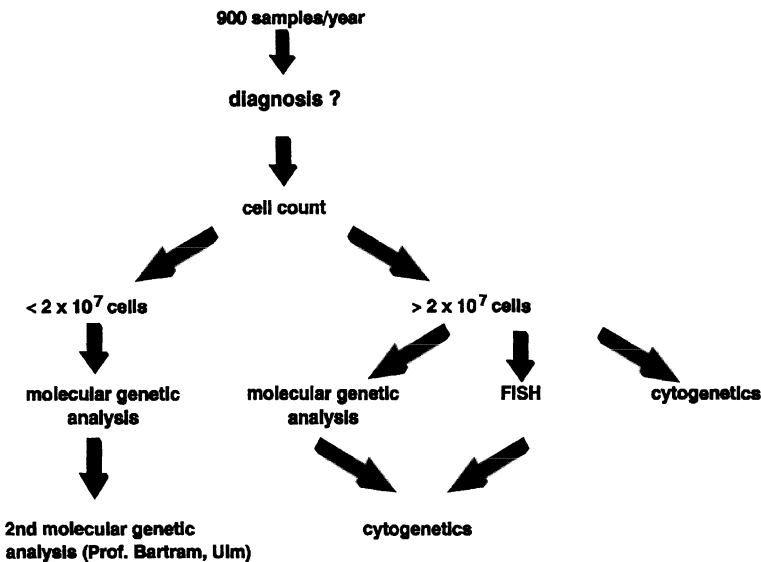 900 samples/year
diagnosis ?
cell count
< 2 x 10⁷ cells
> 2 x 10⁷ cells
molecular genetic
analysis
molecular genetic
analysis
FISH
cytogenetics
2nd molecular genetic
analysis (Prof. Bartram, Ulm)
cytogenetics